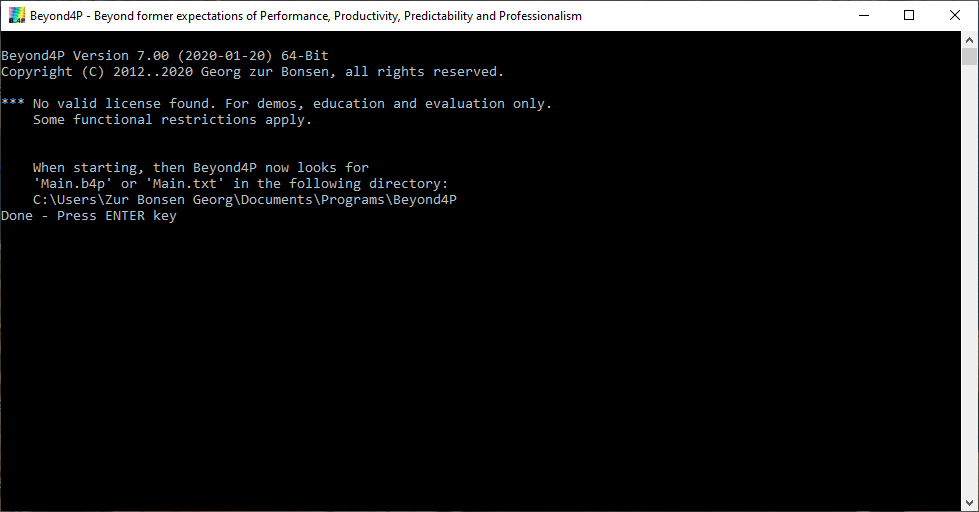 Beyond4P - Beyond former expectations of Performance, Productivity, Predictability and Professionalism
Beyond4P Version 7.00 (2020-01-20) 64-Bit
Copyright (C) 2012..2020 Georg zur Bonsen, all rights reserved.
*** No valid license found. For demos, education and evaluation only.
Some functional restrictions apply.
When starting, then Beyond4P now looks for
'Main.b4p' or 'Main.txt' in the following directory:
C:\Users\Zur Bonsen Georg\Documents\Programs\Beyond4P
Done - Press ENTER key